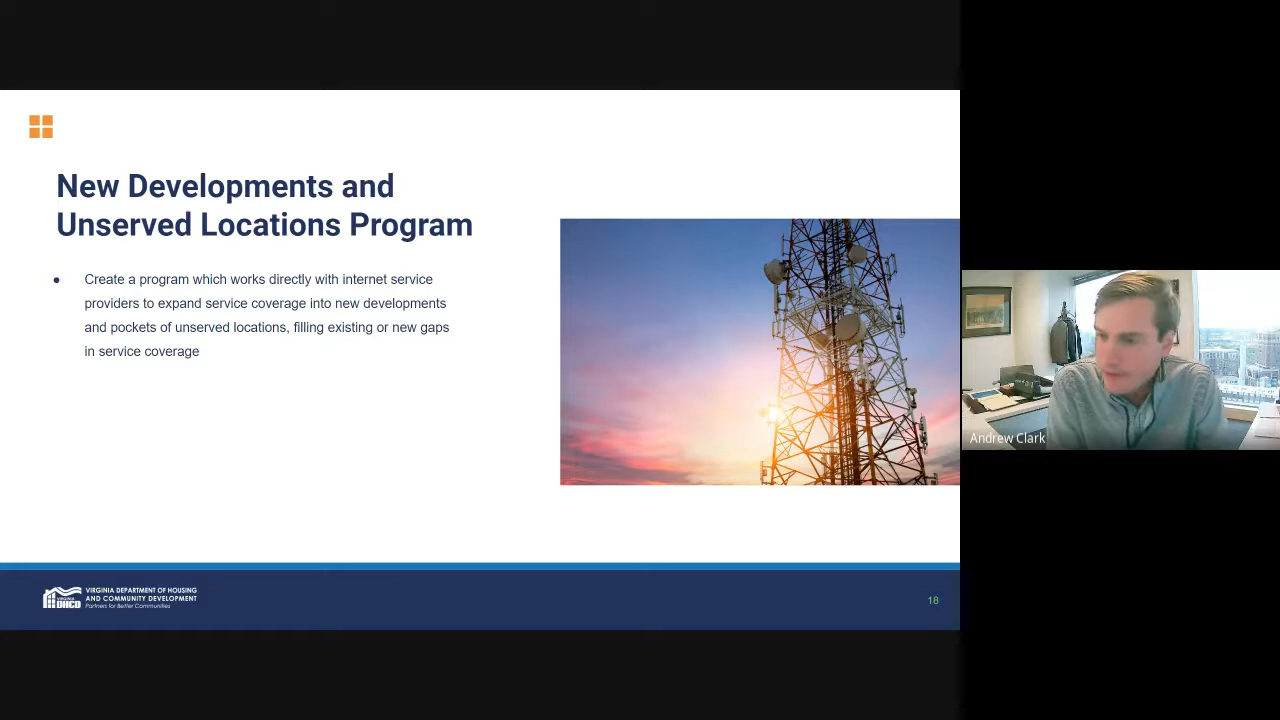 New Developments and
Unserved Locations Program
● Create a program which works directly with internet service
providers to expand service coverage into new developments
and pockets of unserved locations, filling existing or new gaps
in service coverage
VIRGINIA DEPARTMENT OF HOUSING
AND COMMUNITY DEVELOPMENT
Partners for Better Communities
DHCD
18
Andrew Clark